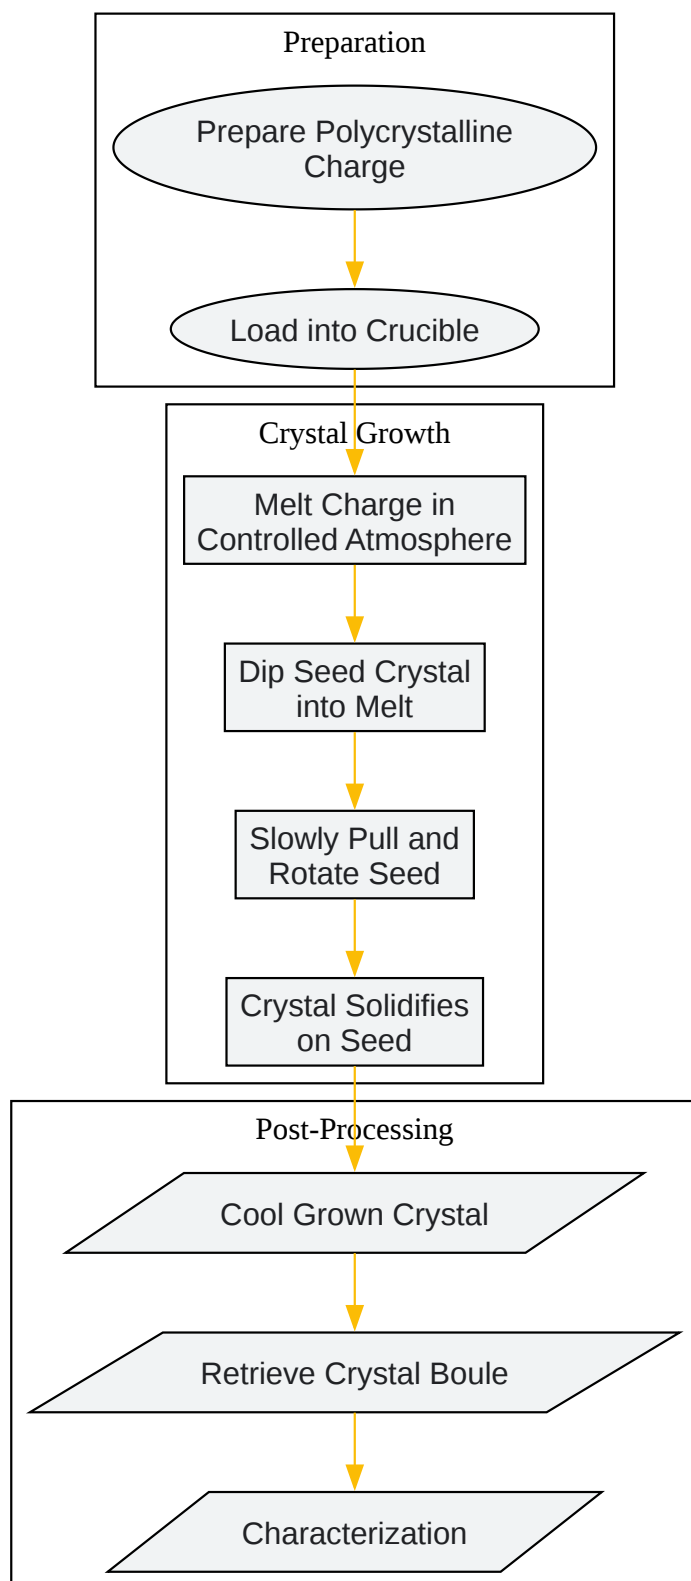 Preparation
Prepare Polycrystalline
Charge
Load into Crucible
Crystal Growth
Melt Charge in
Controlled Atmosphere
Dip Seed Crystal
into Melt
Slowly Pull and
Rotate Seed
Crystal Solidifies
on Seed
Post-Processing
Cool Grown Crystal
Retrieve Crystal Boule
Characterization